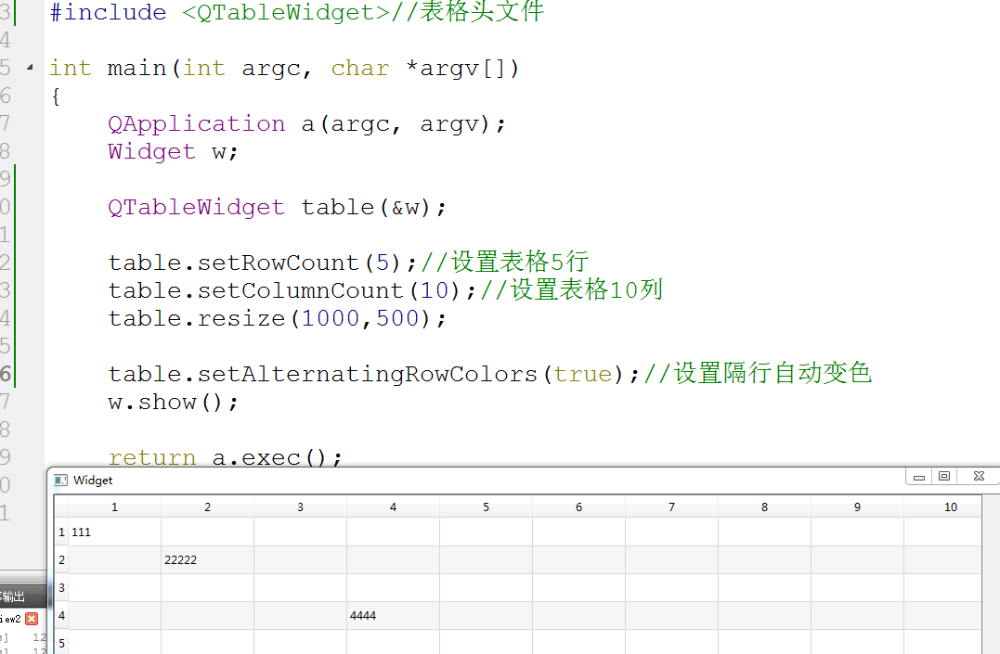 3 #include <QTableWidget>//表格头文件
4
5 int main(int argc, char *argv[])
6 {
7 QApplication a(argc, argv);
8 Widget w;
9
0 QTableWidget table(&w);
1
2 table.setRowCount(5);//设置表格5行
3 table.setColumnCount(10);//设置表格10列
4 table.resize(1000,500);
5
6 table.setAlternatingRowColors(true);//设置隔行自动变色
7 w.show();
8
9 return a.exec();
0
1
Widget
1 2 3 4 5 6 7 8 9 10
1 111
2 22222
3
4 4444
5
输出
iew2
12
12